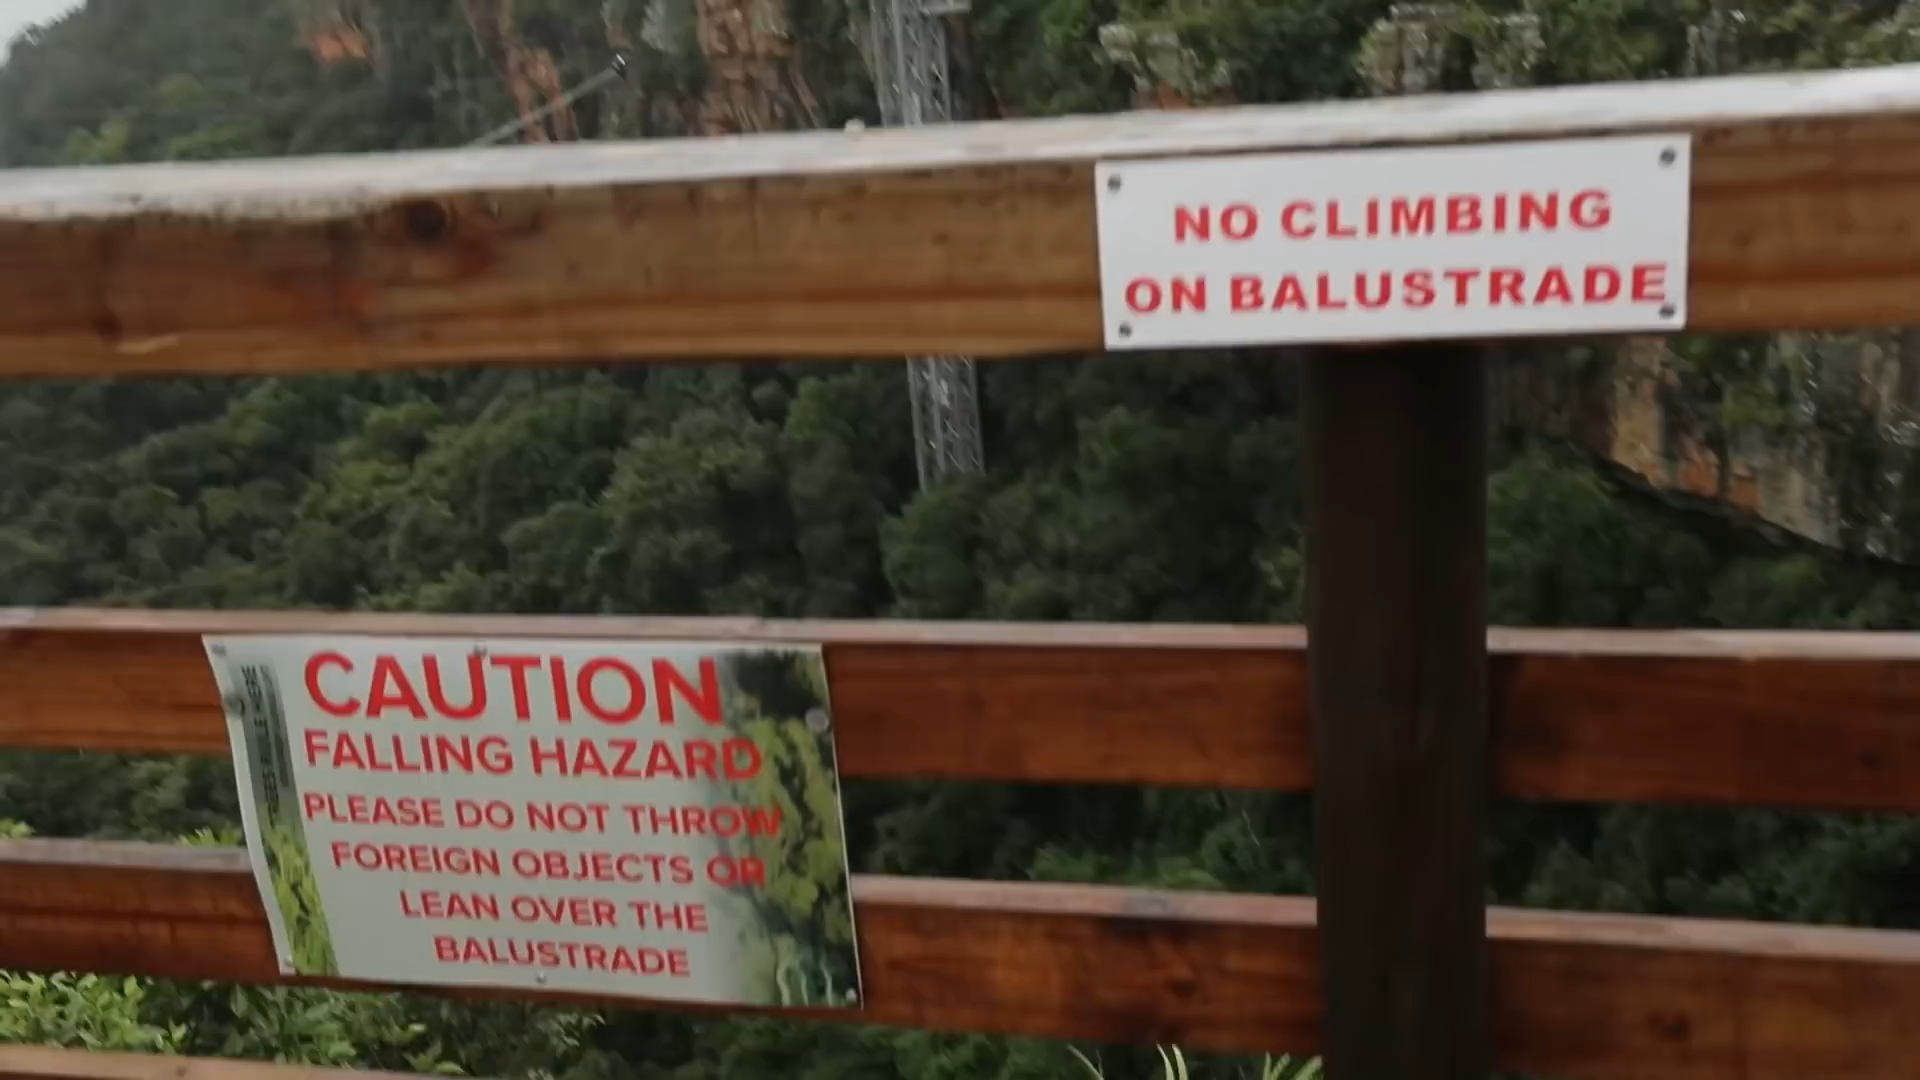 NO CLIMBING
ON BALUSTRADE
CAUTION
FALLING HAZARD
PLEASE DO NOT THROW
FOREIGN OBJECTS OR
LEAN OVER THE
BALUSTRADE